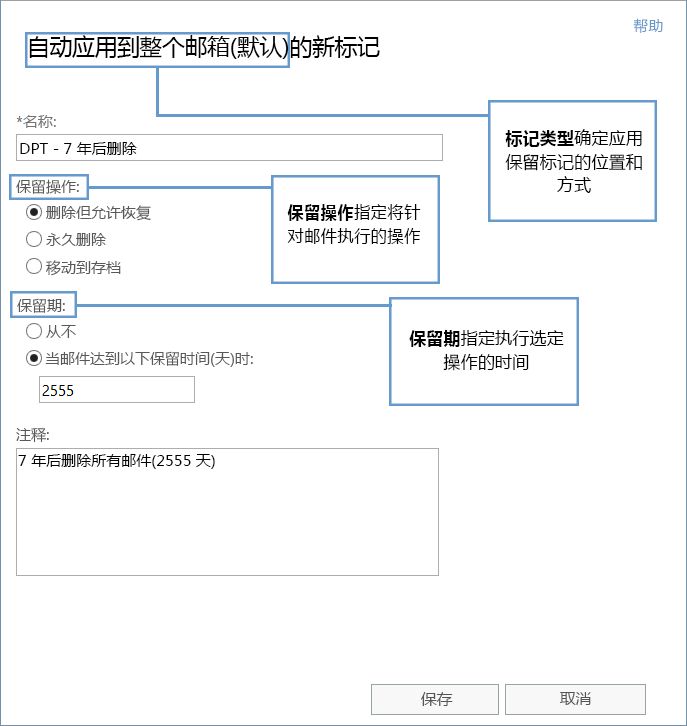 帮助
自动应用到整个邮箱(默认)的新标记
*名称:
DPT - 7 年后删除
标记类型确定应用
保留标记的位置和
方式
保留操作:
删除但允许恢复
永久删除
移动到存档
保留操作指定将针
对邮件执行的操作
保留期:
从不
当邮件达到以下保留时间(天)时:
2555
保留期指定执行选定
操作的时间
注释:
7 年后删除所有邮件(2555 天)
保存
取消